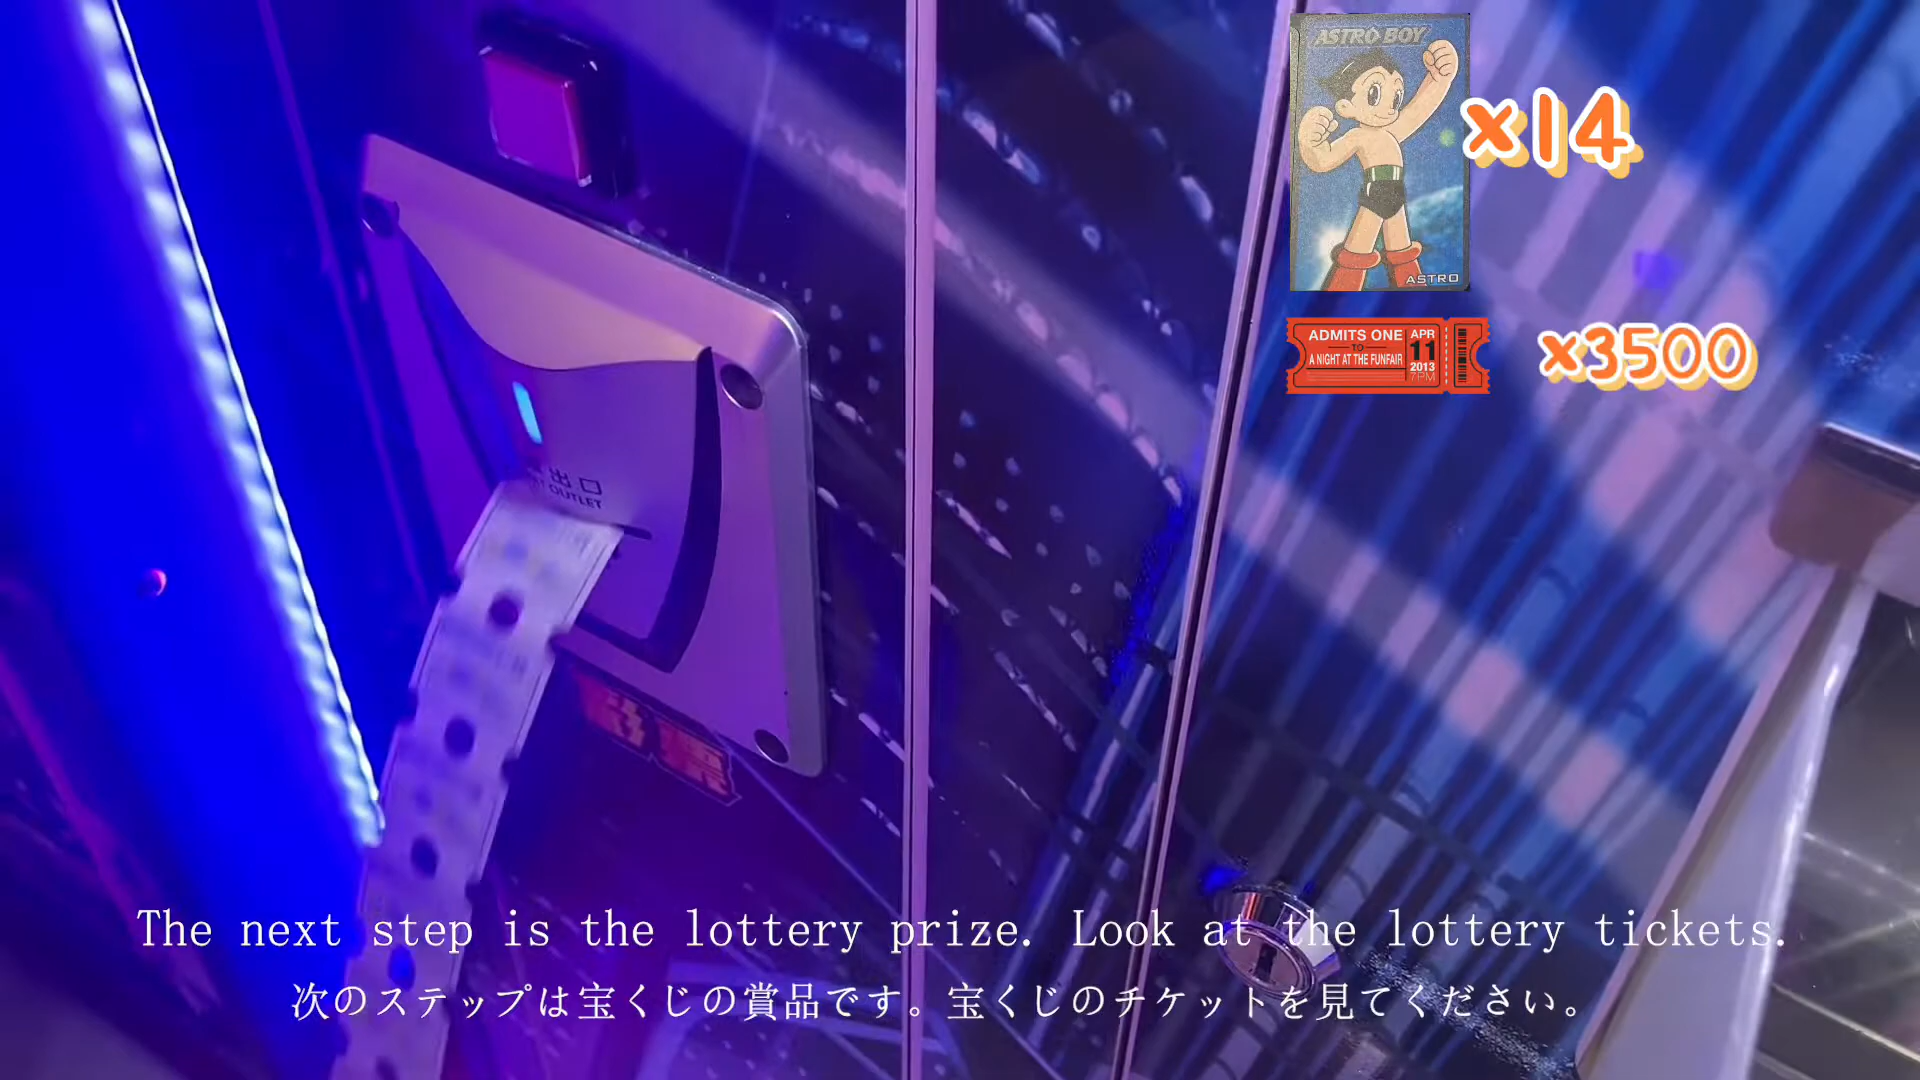 ASTRO BOY
×14
ASTRO
ADMITS ONE
TO
A NIGHT AT THE FUNFAIR
APR
11
2013
7PM
×3500
出口
OUTLET
The next step is the lottery prize. Look at the lottery tickets.
次のステップは宝くじの賞品です。宝くじのチケットを見てください。